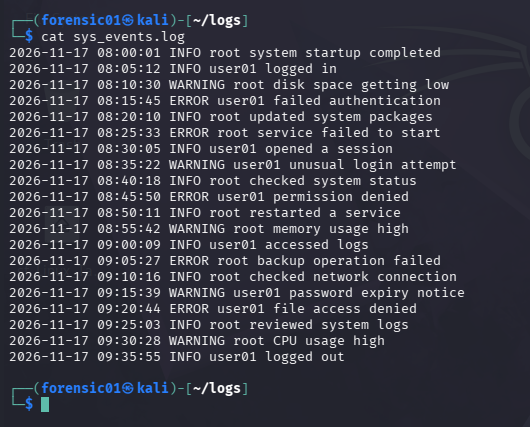 ┌──(forensic01㉿kali)-[~/logs]
└─$ cat sys_events.log
2026-11-17 08:00:01 INFO root system startup completed
2026-11-17 08:05:12 INFO user01 logged in
2026-11-17 08:10:30 WARNING root disk space getting low
2026-11-17 08:15:45 ERROR user01 failed authentication
2026-11-17 08:20:10 INFO root updated system packages
2026-11-17 08:25:33 ERROR root service failed to start
2026-11-17 08:30:05 INFO user01 opened a session
2026-11-17 08:35:22 WARNING user01 unusual login attempt
2026-11-17 08:40:18 INFO root checked system status
2026-11-17 08:45:50 ERROR user01 permission denied
2026-11-17 08:50:11 INFO root restarted a service
2026-11-17 08:55:42 WARNING root memory usage high
2026-11-17 09:00:09 INFO user01 accessed logs
2026-11-17 09:05:27 ERROR root backup operation failed
2026-11-17 09:10:16 INFO root checked network connection
2026-11-17 09:15:39 WARNING user01 password expiry notice
2026-11-17 09:20:44 ERROR user01 file access denied
2026-11-17 09:25:03 INFO root reviewed system logs
2026-11-17 09:30:28 WARNING root CPU usage high
2026-11-17 09:35:55 INFO user01 logged out
┌──(forensic01㉿kali)-[~/logs]
└─$